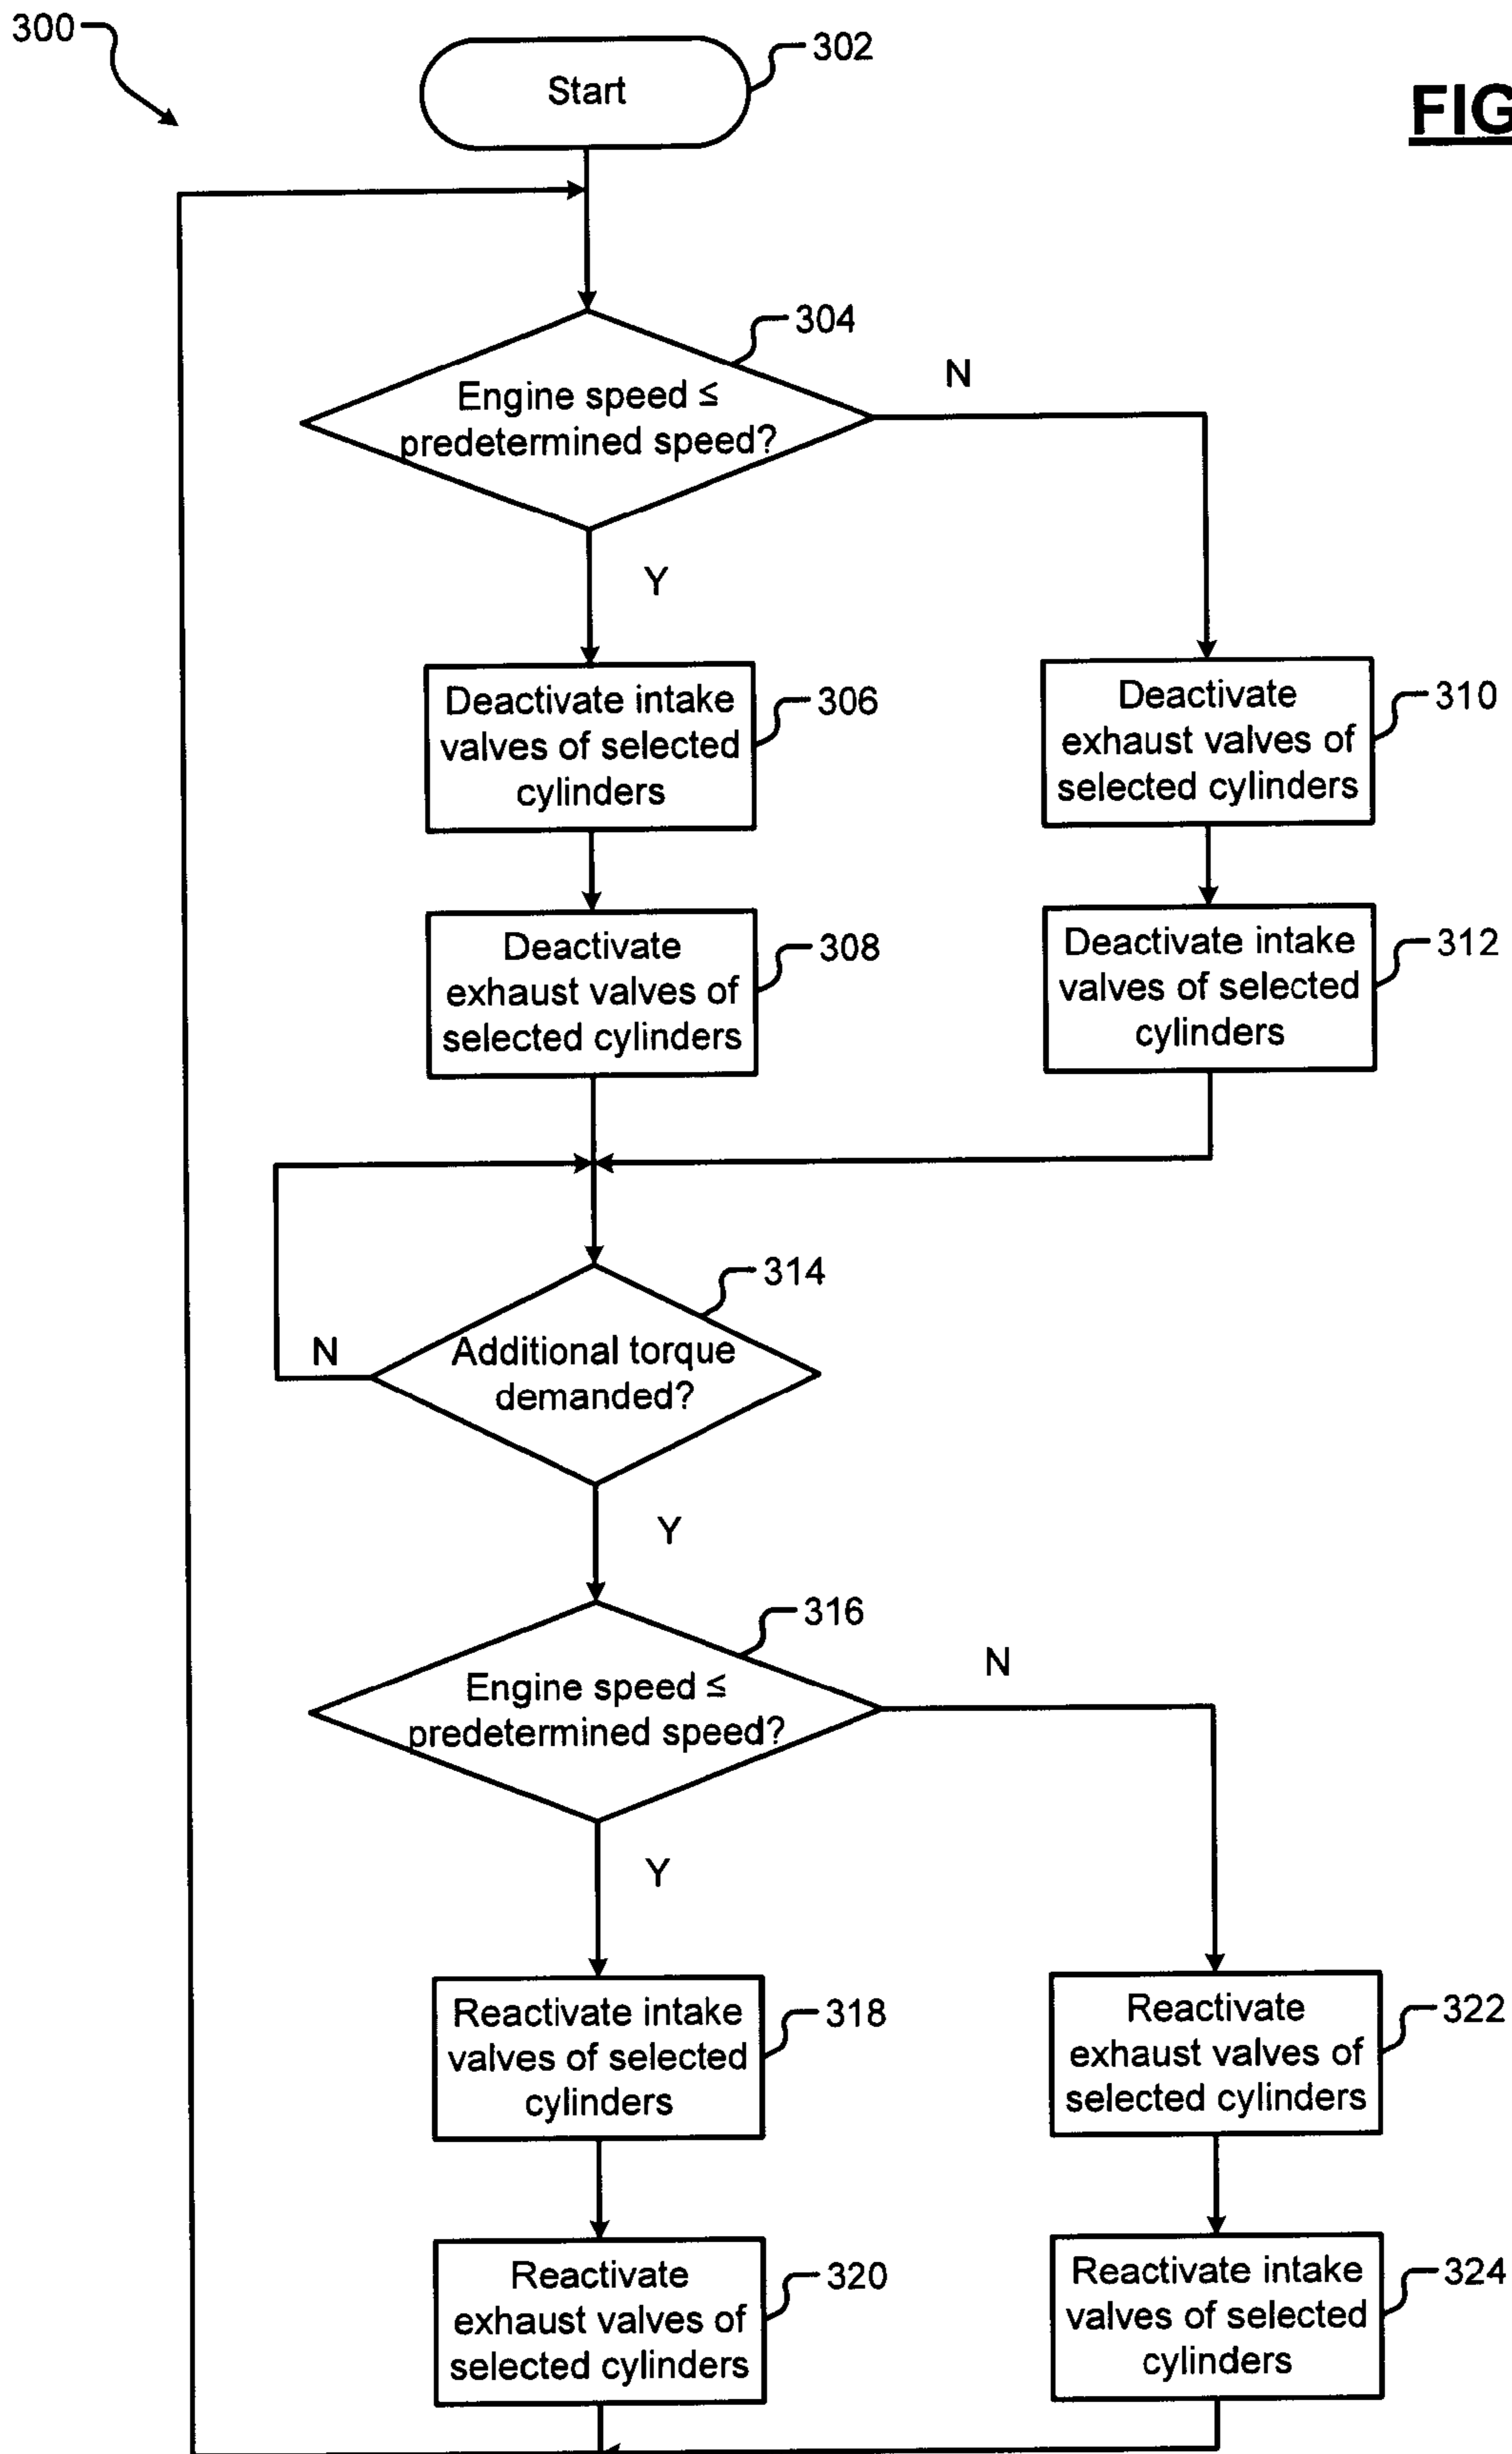 300
302
Start
FIG
304
Engine speed ≤
predetermined speed?
N
Y
Deactivate intake
valves of selected
cylinders
306
Deactivate
exhaust valves of
selected cylinders
310
Deactivate
exhaust valves of
selected cylinders
308
Deactivate intake
valves of selected
cylinders
312
314
Additional torque
demanded?
N
Y
316
Engine speed ≤
predetermined speed?
N
Y
Reactivate intake
valves of selected
cylinders
318
Reactivate
exhaust valves of
selected cylinders
322
Reactivate
exhaust valves of
selected cylinders
320
Reactivate intake
valves of selected
cylinders
324